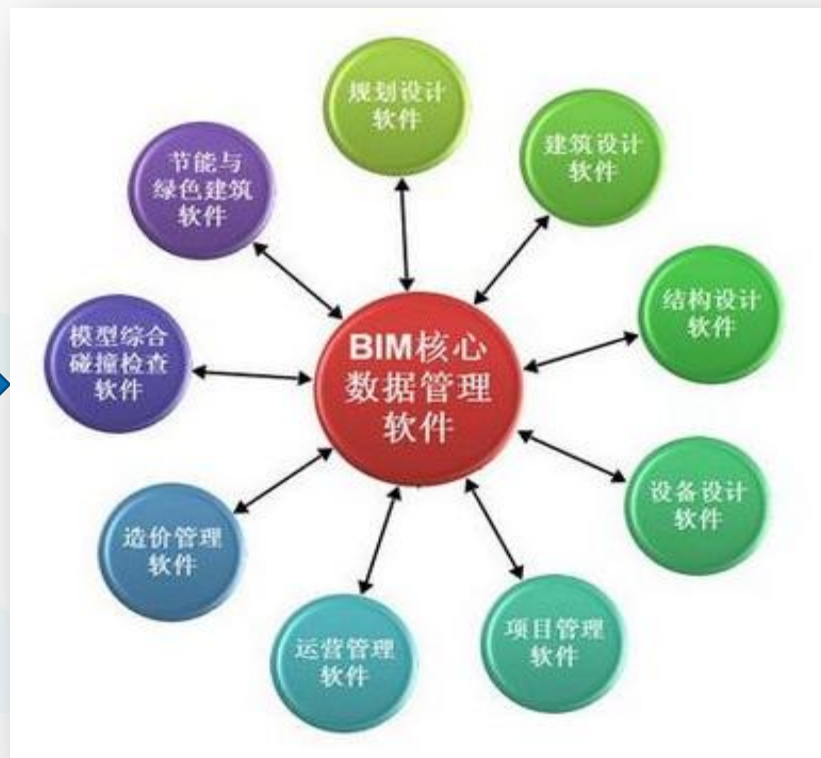 规划设计
软件
建筑设计
软件
结构设计
软件
设备设计
软件
项目管理
软件
运营管理
软件
造价管理
软件
模型综合
碰撞检查
软件
节能与
绿色建筑
软件
BIM核心
数据管理
软件